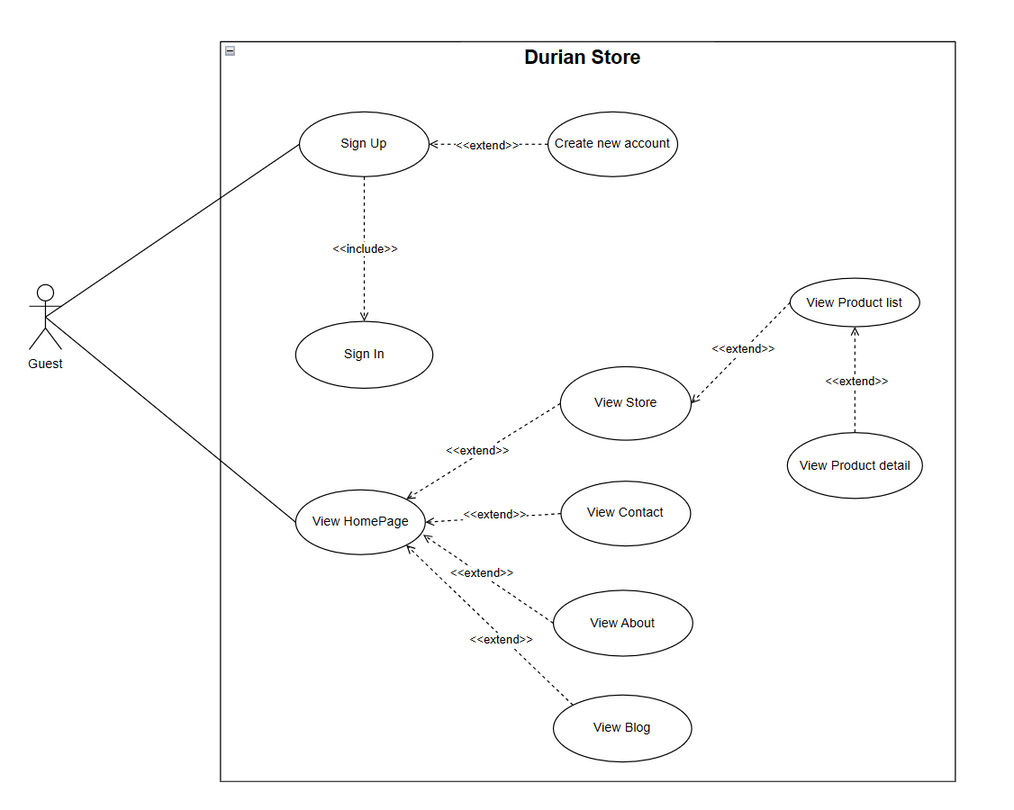 Durian Store
Sign Up
<<extend>>
Create new account
<<include>>
Guest
Sign In
View Product list
<<extend>>
<<extend>>
View Store
<<extend>>
View Product detail
View HomePage
<<extend>>
View Contact
<<extend>>
View About
<<extend>>
View Blog